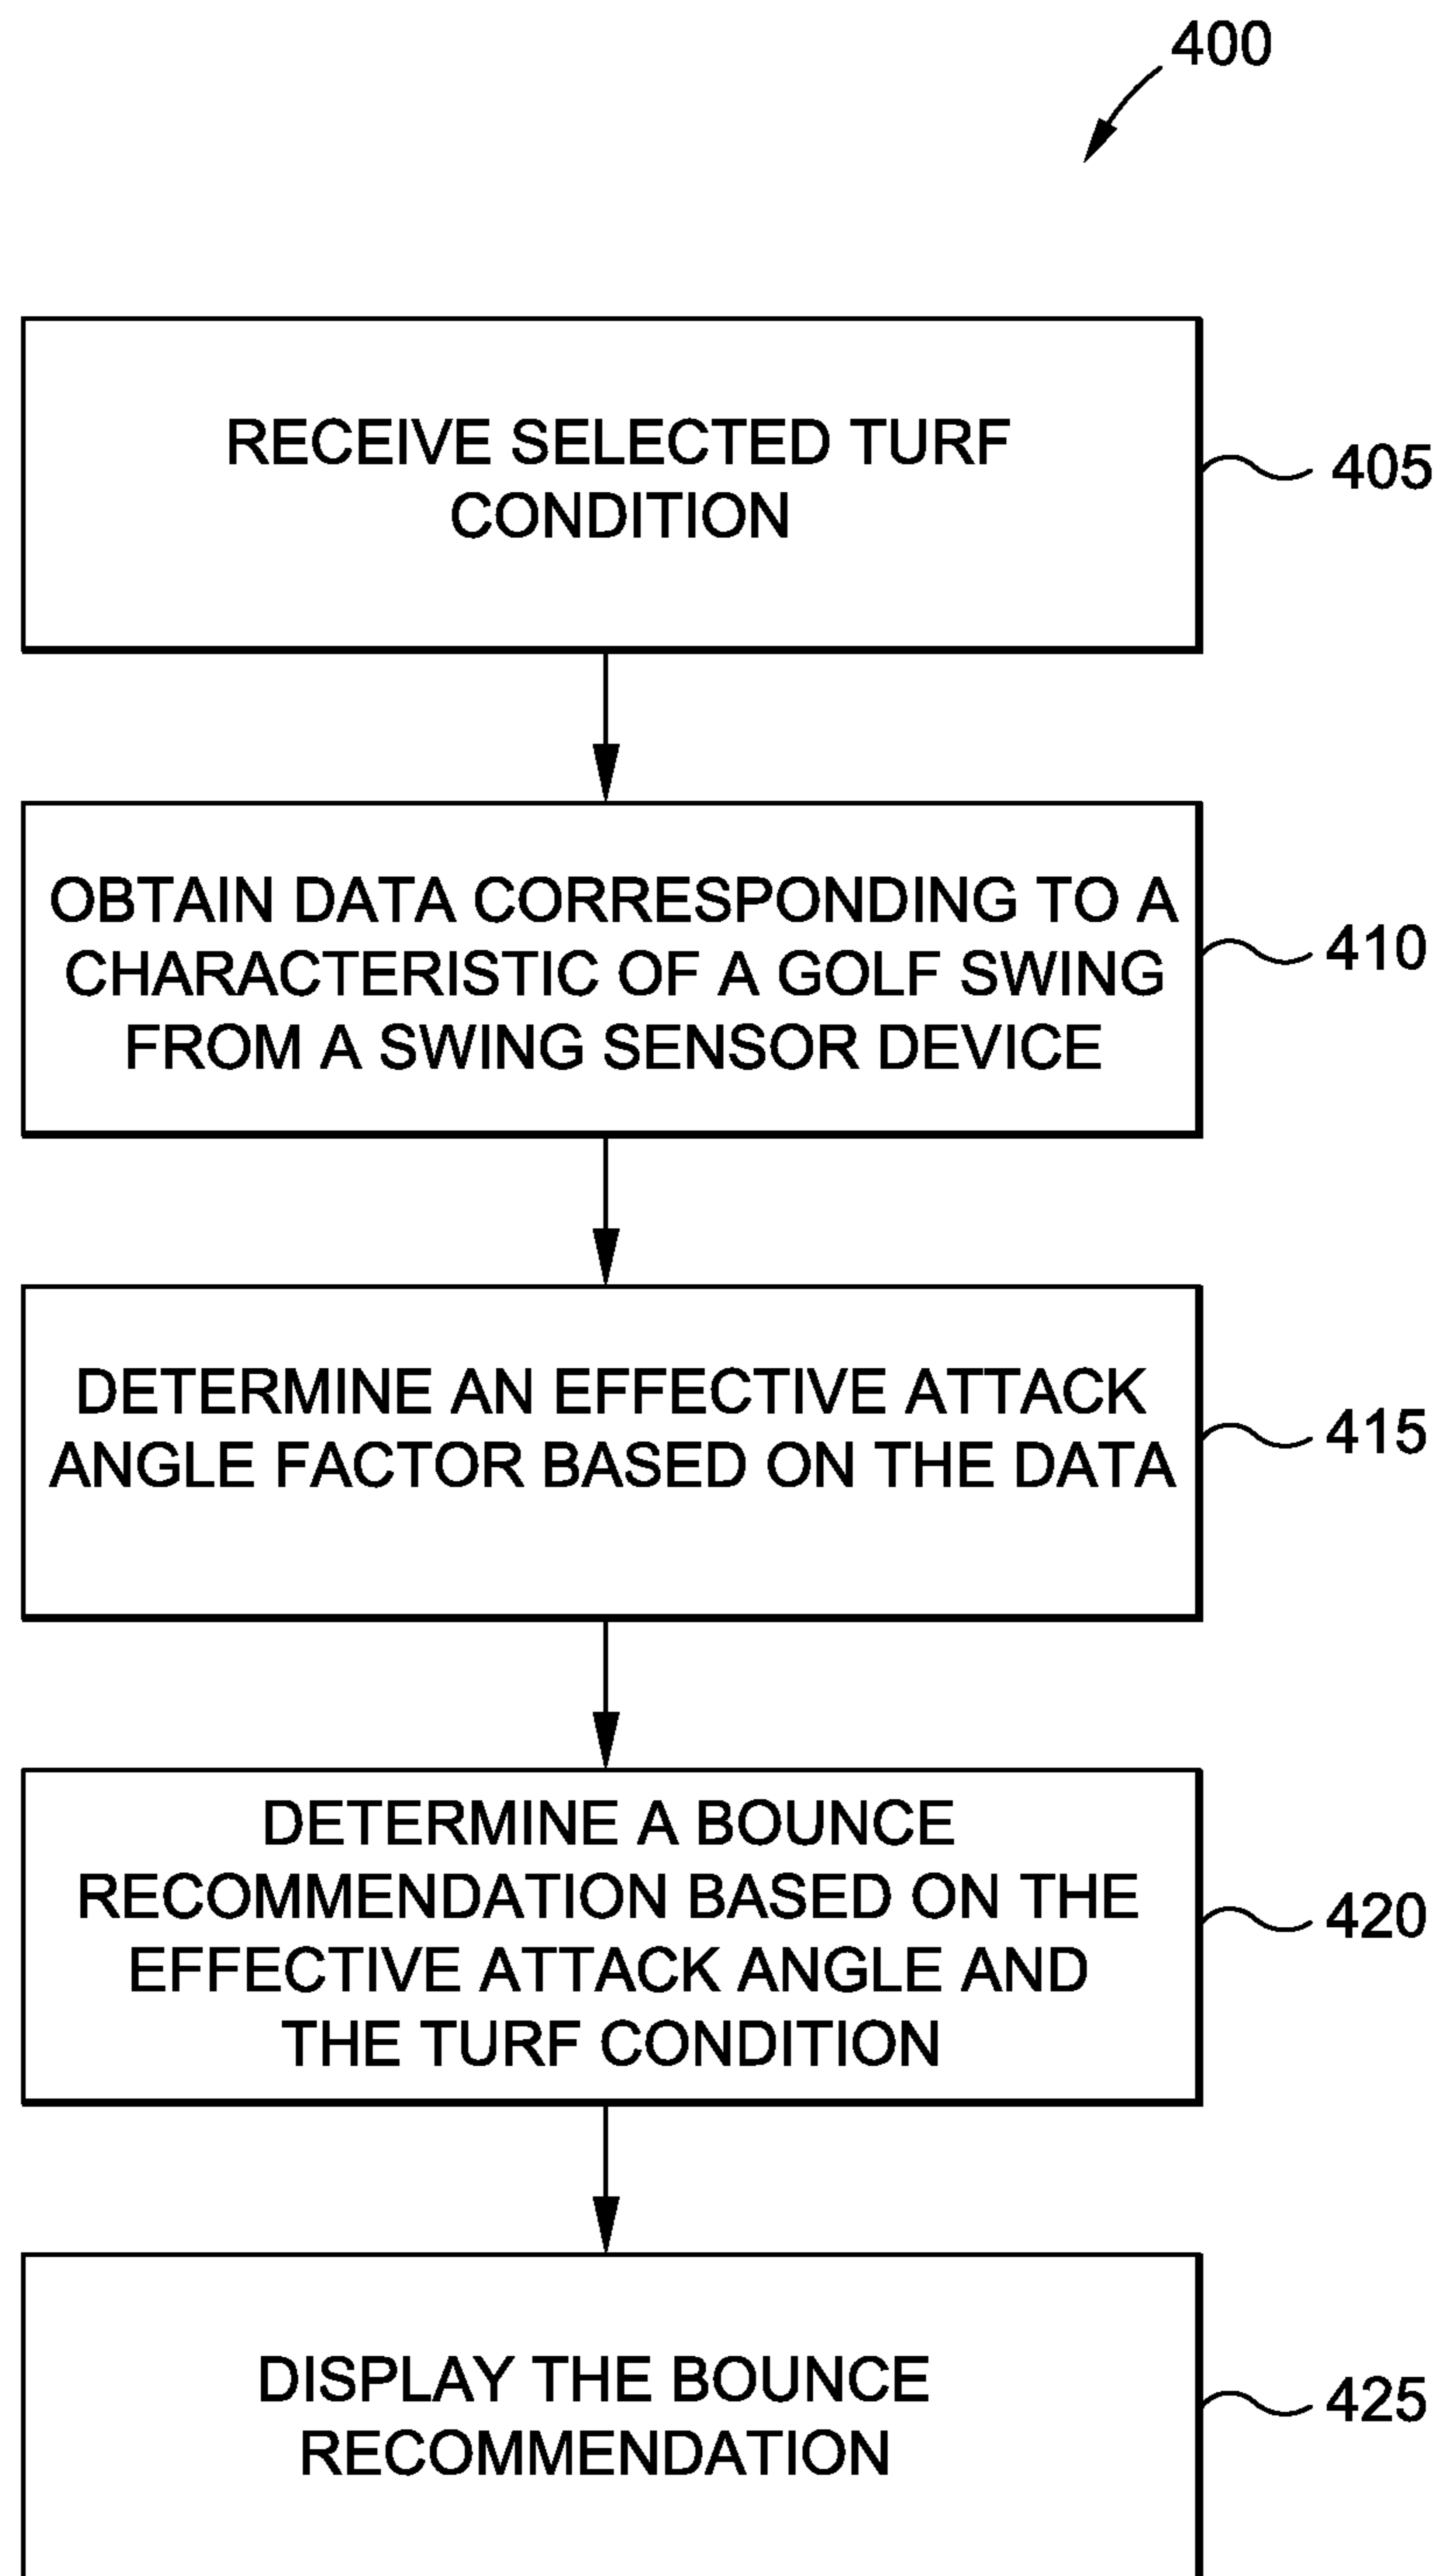 400
RECEIVE SELECTED TURF
CONDITION
405
OBTAIN DATA CORRESPONDING TO A
CHARACTERISTIC OF A GOLF SWING
FROM A SWING SENSOR DEVICE
410
DETERMINE AN EFFECTIVE ATTACK
ANGLE FACTOR BASED ON THE DATA
415
DETERMINE A BOUNCE
RECOMMENDATION BASED ON THE
EFFECTIVE ATTACK ANGLE AND
THE TURF CONDITION
420
DISPLAY THE BOUNCE
RECOMMENDATION
425